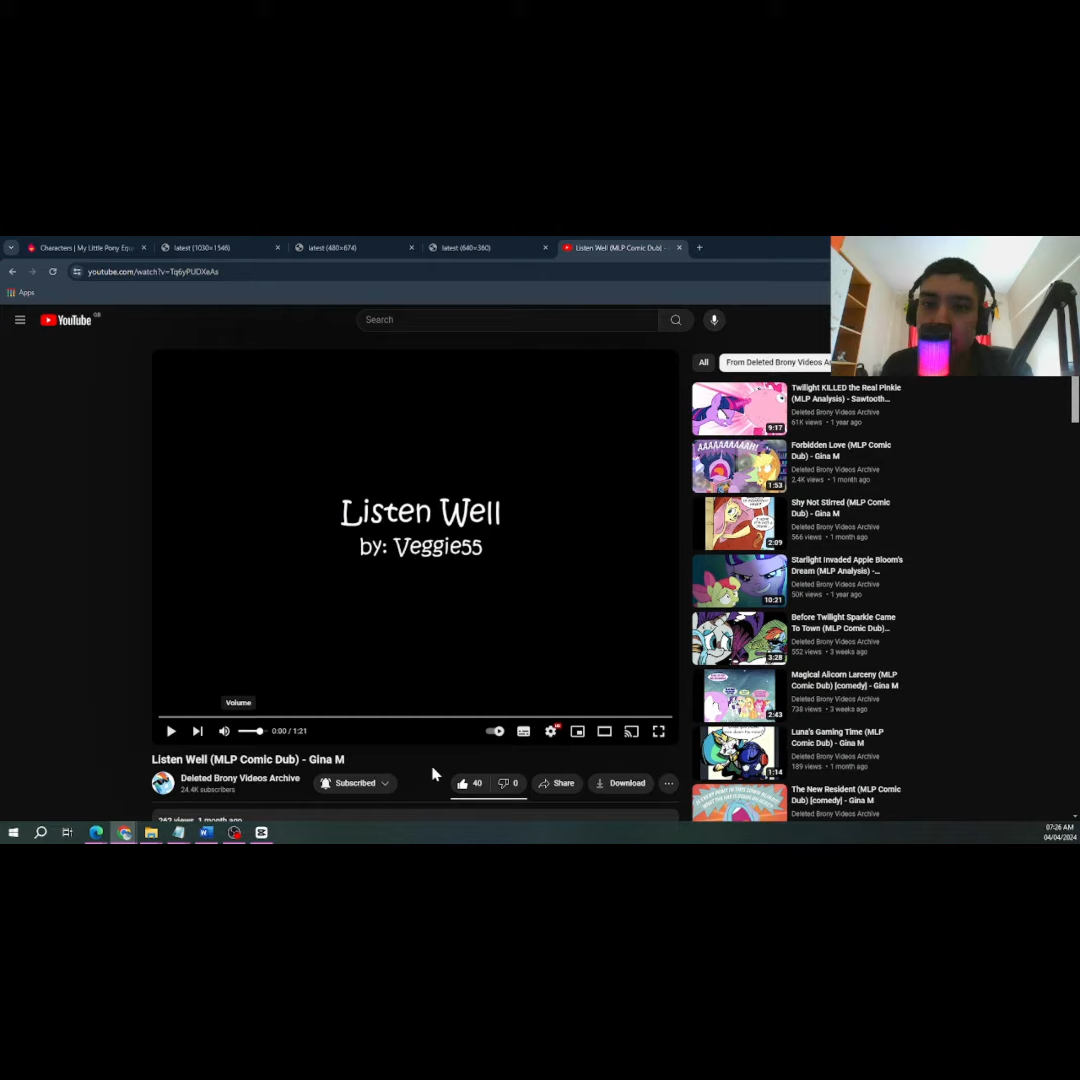 Characters | My Little Pony Equ
latest (1030×1546)
latest (480×674)
latest (640×360)
Listen Well (MLP Comic Dub) -
youtube.com/watch?v=Tq6yPUDXeAs
Apps
YouTube GB
Search
Listen Well
by: Veggie55
Volume
0:00 / 1:21
Listen Well (MLP Comic Dub) - Gina M
Deleted Brony Videos Archive
24.4K subscribers
Subscribed
40
0
Share
Download
262 views 1 month ago
All
From Deleted Brony Videos Ar
Twilight KILLED the Real Pinkie
(MLP Analysis) - Sawtooth...
Deleted Brony Videos Archive
61K views • 1 year ago
9:17
Forbidden Love (MLP Comic
Dub) - Gina M
Deleted Brony Videos Archive
2.4K views • 1 month ago
1:53
Shy Not Stirred (MLP Comic
Dub) - Gina M
Deleted Brony Videos Archive
566 views • 1 month ago
2:09
Starlight Invaded Apple Bloom's
Dream (MLP Analysis) -...
Deleted Brony Videos Archive
50K views • 1 year ago
10:21
Before Twilight Sparkle Came
To Town (MLP Comic Dub)...
Deleted Brony Videos Archive
552 views • 3 weeks ago
3:28
Magical Alicorn Larceny (MLP
Comic Dub) [comedy] - Gina M
Deleted Brony Videos Archive
738 views • 3 weeks ago
2:43
Luna's Gaming Time (MLP
Comic Dub) - Gina M
Deleted Brony Videos Archive
189 views • 1 month ago
1:14
The New Resident (MLP Comic
Dub) [comedy] - Gina M
Deleted Brony Videos Archive
07:26 AM
04/04/2024